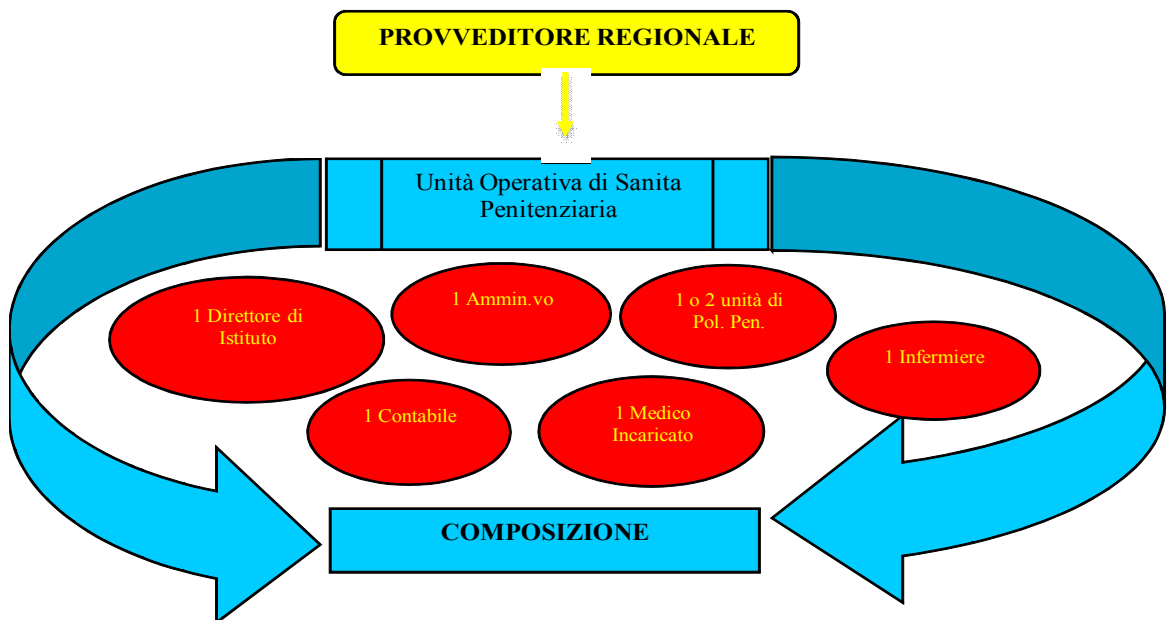 PROVVEDITORE REGIONALE
Unità Operativa di Sanita
Penitenziaria
1 Direttore di
Istituto
1 Ammin.vo
1 o 2 unità di
Pol. Pen.
1 Infermiere
1 Contabile
1 Medico
Incaricato
COMPOSIZIONE